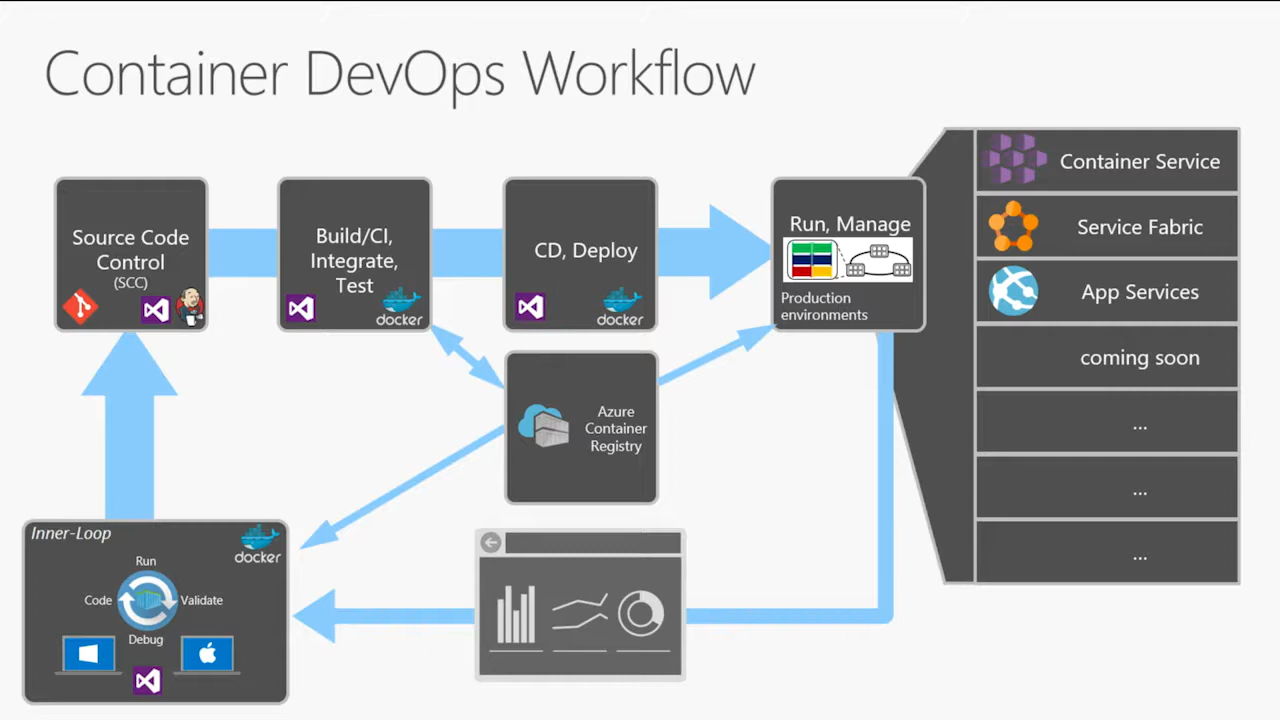 Container DevOps Workflow
Source Code
Control
(SCC)
Build/CI,
Integrate,
Test
docker
CD, Deploy
docker
Run, Manage
Production
environments
Container Service
Service Fabric
App Services
coming soon
...
...
...
Azure
Container
Registry
Inner-Loop
docker
Run
Code
Validate
Debug